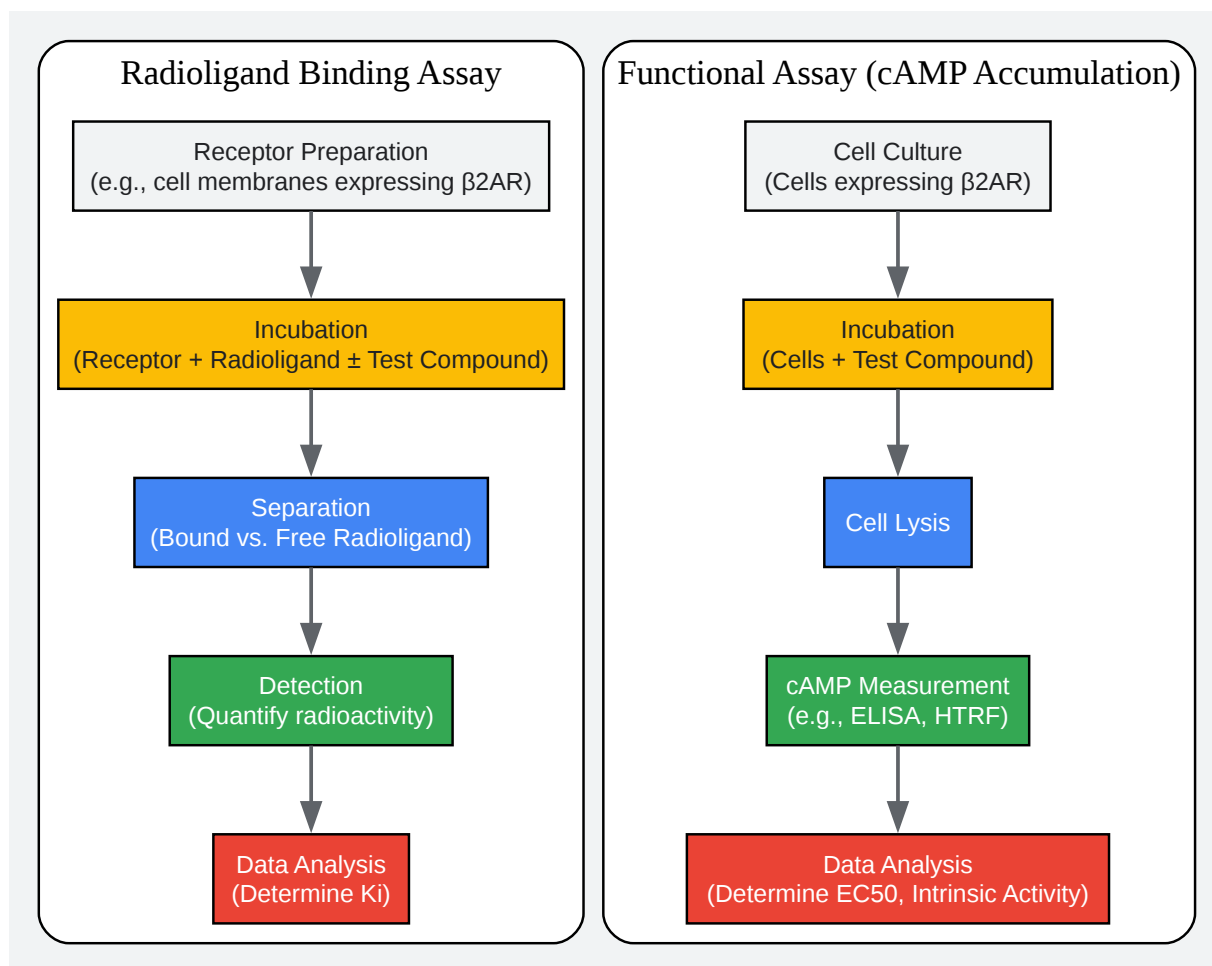 Radioligand Binding Assay
Receptor Preparation
(e.g., cell membranes expressing β2AR)
Incubation
(Receptor + Radioligand ± Test Compound)
Separation
(Bound vs. Free Radioligand)
Detection
(Quantify radioactivity)
Data Analysis
(Determine Ki)
Functional Assay (cAMP Accumulation)
Cell Culture
(Cells expressing β2AR)
Incubation
(Cells + Test Compound)
Cell Lysis
cAMP Measurement
(e.g., ELISA, HTRF)
Data Analysis
(Determine EC50, Intrinsic Activity)